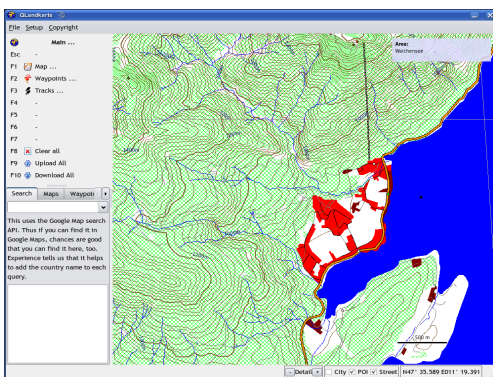 QLandkarte
File Setup Copyright
Main ...
Esc -
F1 Map ...
F2 Waypoints ...
F3 Tracks ...
F4 -
F5 -
F6 -
F7 -
F8 Clear all
F9 Upload All
F10 Download All
Search Maps Waypoi
This uses the Google Map search
API. Thus if you can find it in
Google Maps, chances are good
that you can find it here, too.
Experience tells us that it helps
to add the country name to each
query.
Area:
500 m
- Detail + City POI Street N47° 35.589 E011° 19.391